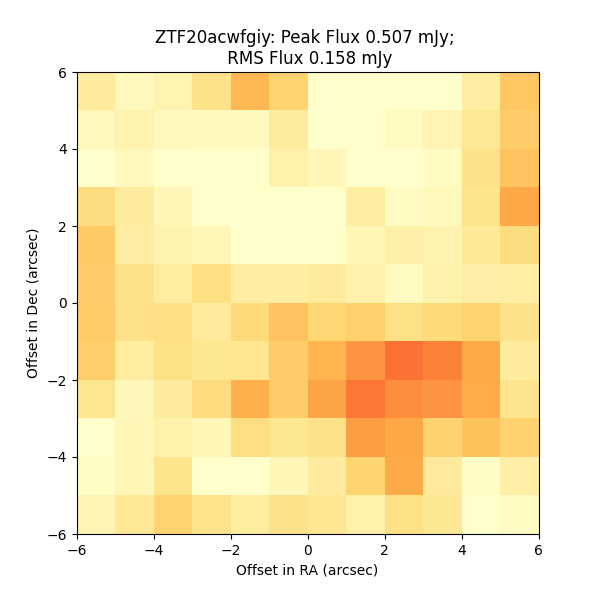 ZTF20acwfgiy: Peak Flux 0.507 mJy;
RMS Flux 0.158 mJy
6
4
2
0
−2
−4
−6
Offset in Dec (arcsec)
−6 −4 −2 0 2 4 6
Offset in RA (arcsec)